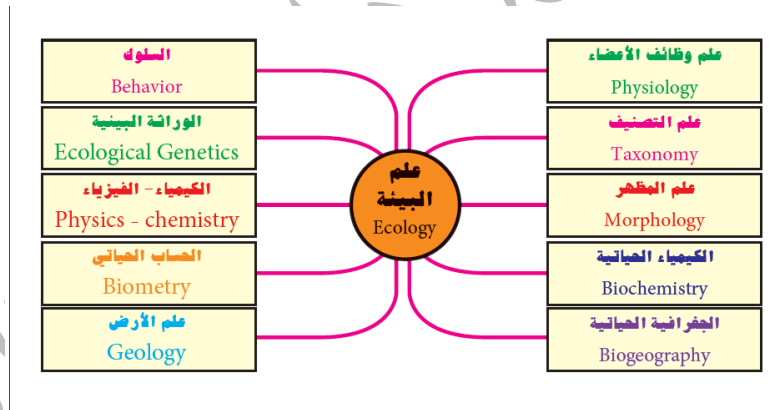 علم وظائف الأعضاء
Physiology
علم التصنيف
Taxonomy
علم المظهر
Morphology
الكيمياء الحياتية
Biochemistry
الجغرافية الحياتية
Biogeography
علم
البيئة
Ecology
السلوك
Behavior
الوراثة البيئية
Ecological Genetics
الكيمياء - الفيزياء
Physics - chemistry
الحساب الحياتي
Biometry
علم الأرض
Geology